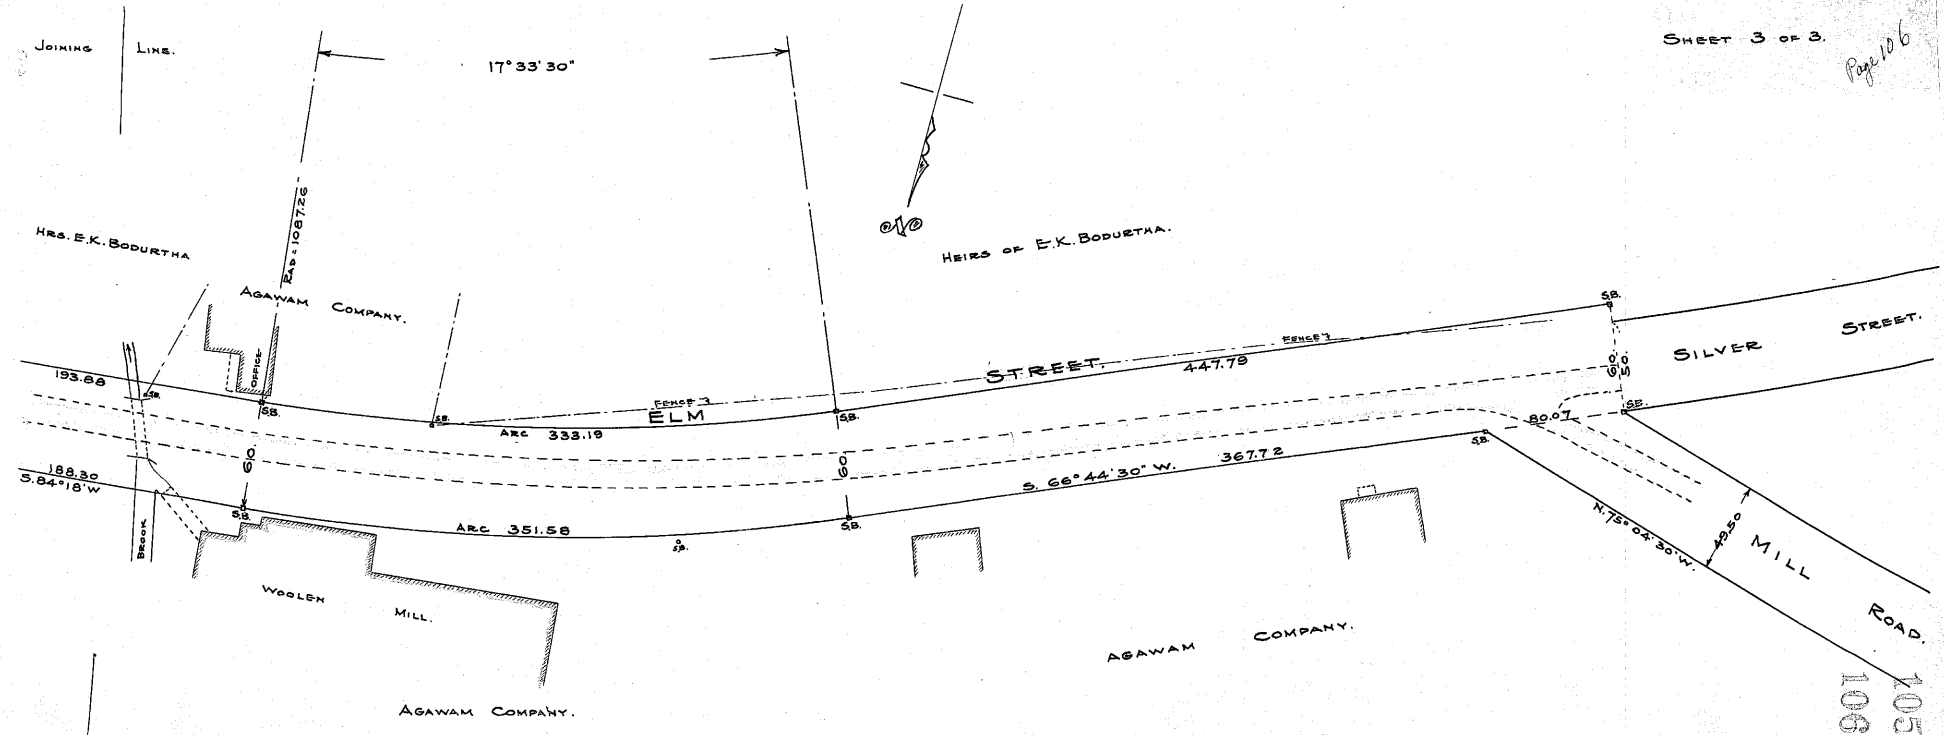 JOINING LINE.
SHEET 3 OF 3.
Page 106
17° 33' 30"
RAD = 1087.26
N
HRS. E.K. BODURTHA
AGAWAM COMPANY.
HEIRS OF E.K. BODURTHA.
OFFICE
S.B.
SILVER STREET.
193.88
S.B.
S.B.
S.B.
FENCE
ELM STREET.
FENCE
447.79
S.B.
60
50
ARC 333.19
S.B.
80.07
60
60
S.B.
188.30
S. 84° 18' W
S. 66° 44' 30" W. 367.72
S.B.
ARC 351.58
S.B.
S.B.
BROOK
N. 75° 04' 30" W.
49.50
MILL ROAD.
WOOLEN MILL.
AGAWAM COMPANY.
AGAWAM COMPANY.
105
106